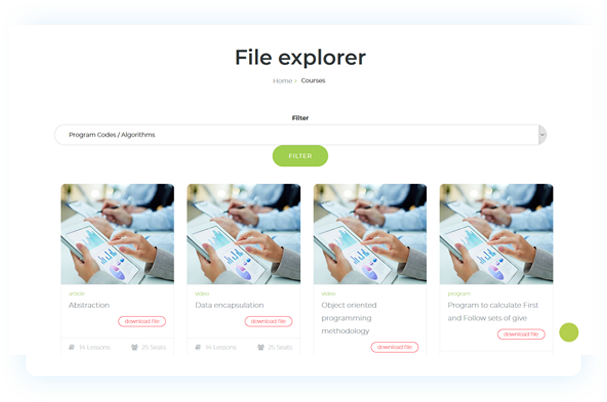 File explorer
Home › Courses
Filter
Program Codes / Algorithms
FILTER
article
Abstraction
download file
14 Lessons 25 Seats
video
Data encapsulation
download file
14 Lessons 25 Seats
video
Object oriented
programming
methodology
download file
program
Program to calculate First
and Follow sets of give
download file